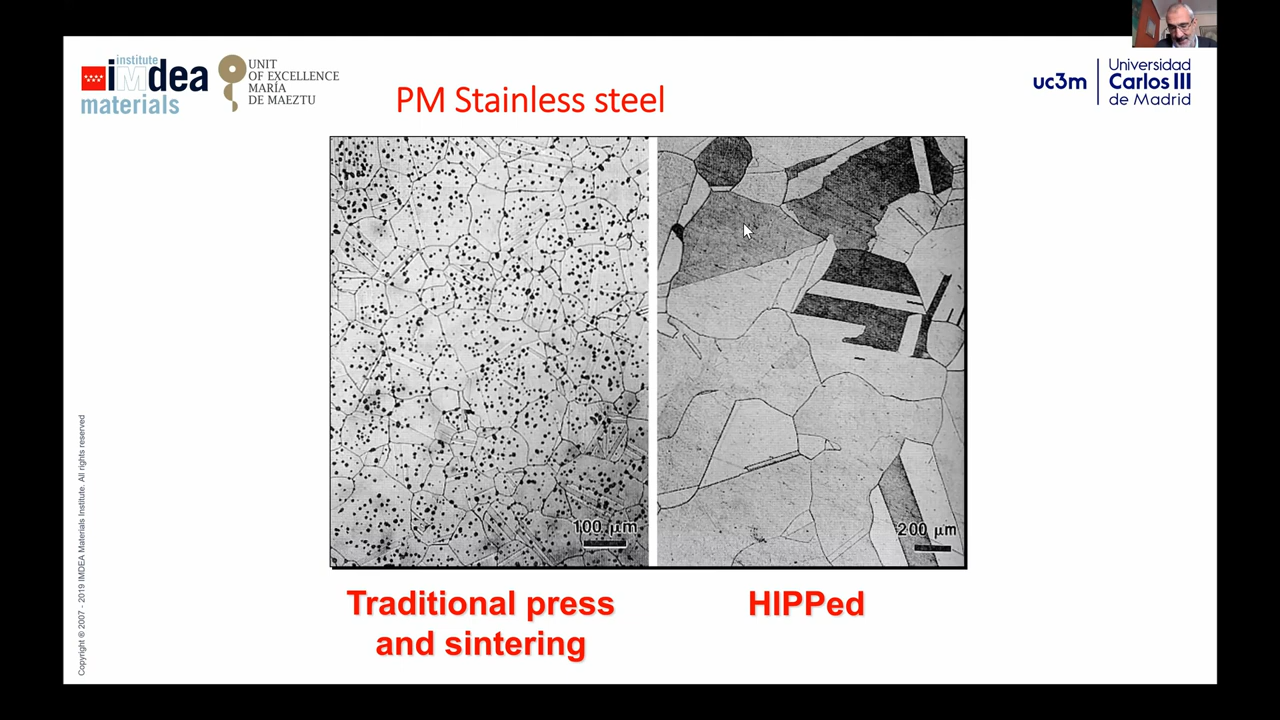 institute
iMdea
materials
UNIT
OF EXCELLENCE
MARÍA
DE MAEZTU
PM Stainless steel
uc3m
Universidad
Carlos III
de Madrid
100 µm
200 µm
Traditional press
and sintering
HIPPed
Copyright ® 2007 - 2019 IMDEA Materials Institute. All rights reserved